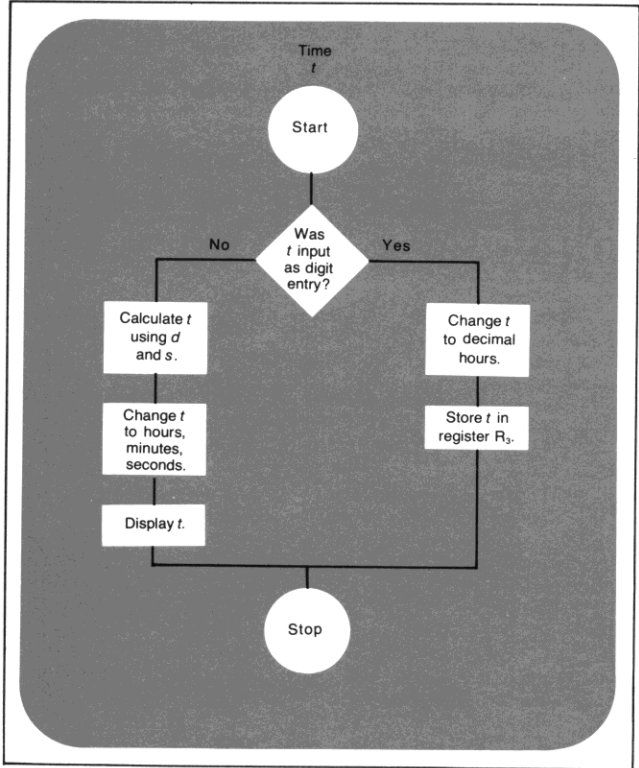 Time
t
Start
Was
t input
as digit
entry?
No
Yes
Calculate t
using d
and s.
Change t
to hours,
minutes,
seconds.
Display t.
Change t
to decimal
hours.
Store t in
register R₃.
Stop